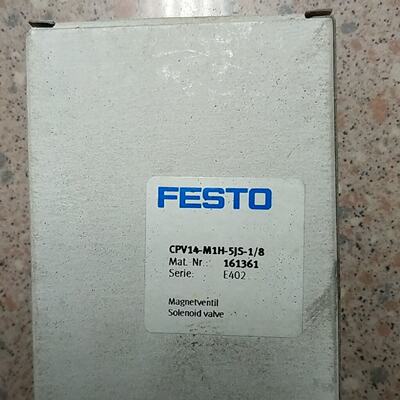 FESTO
CPV14-M1H-5JS-1/8
Mat. Nr.: 161361
Serie: E402
Magnetventil
Solenoid valve